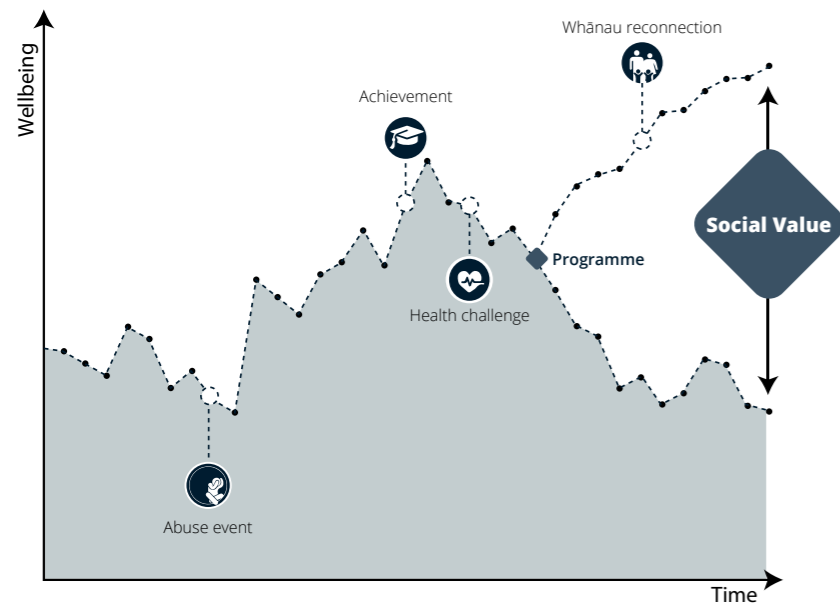 Whānau reconnection
Wellbeing
Achievement
Social Value
Programme
Health challenge
Abuse event
Time